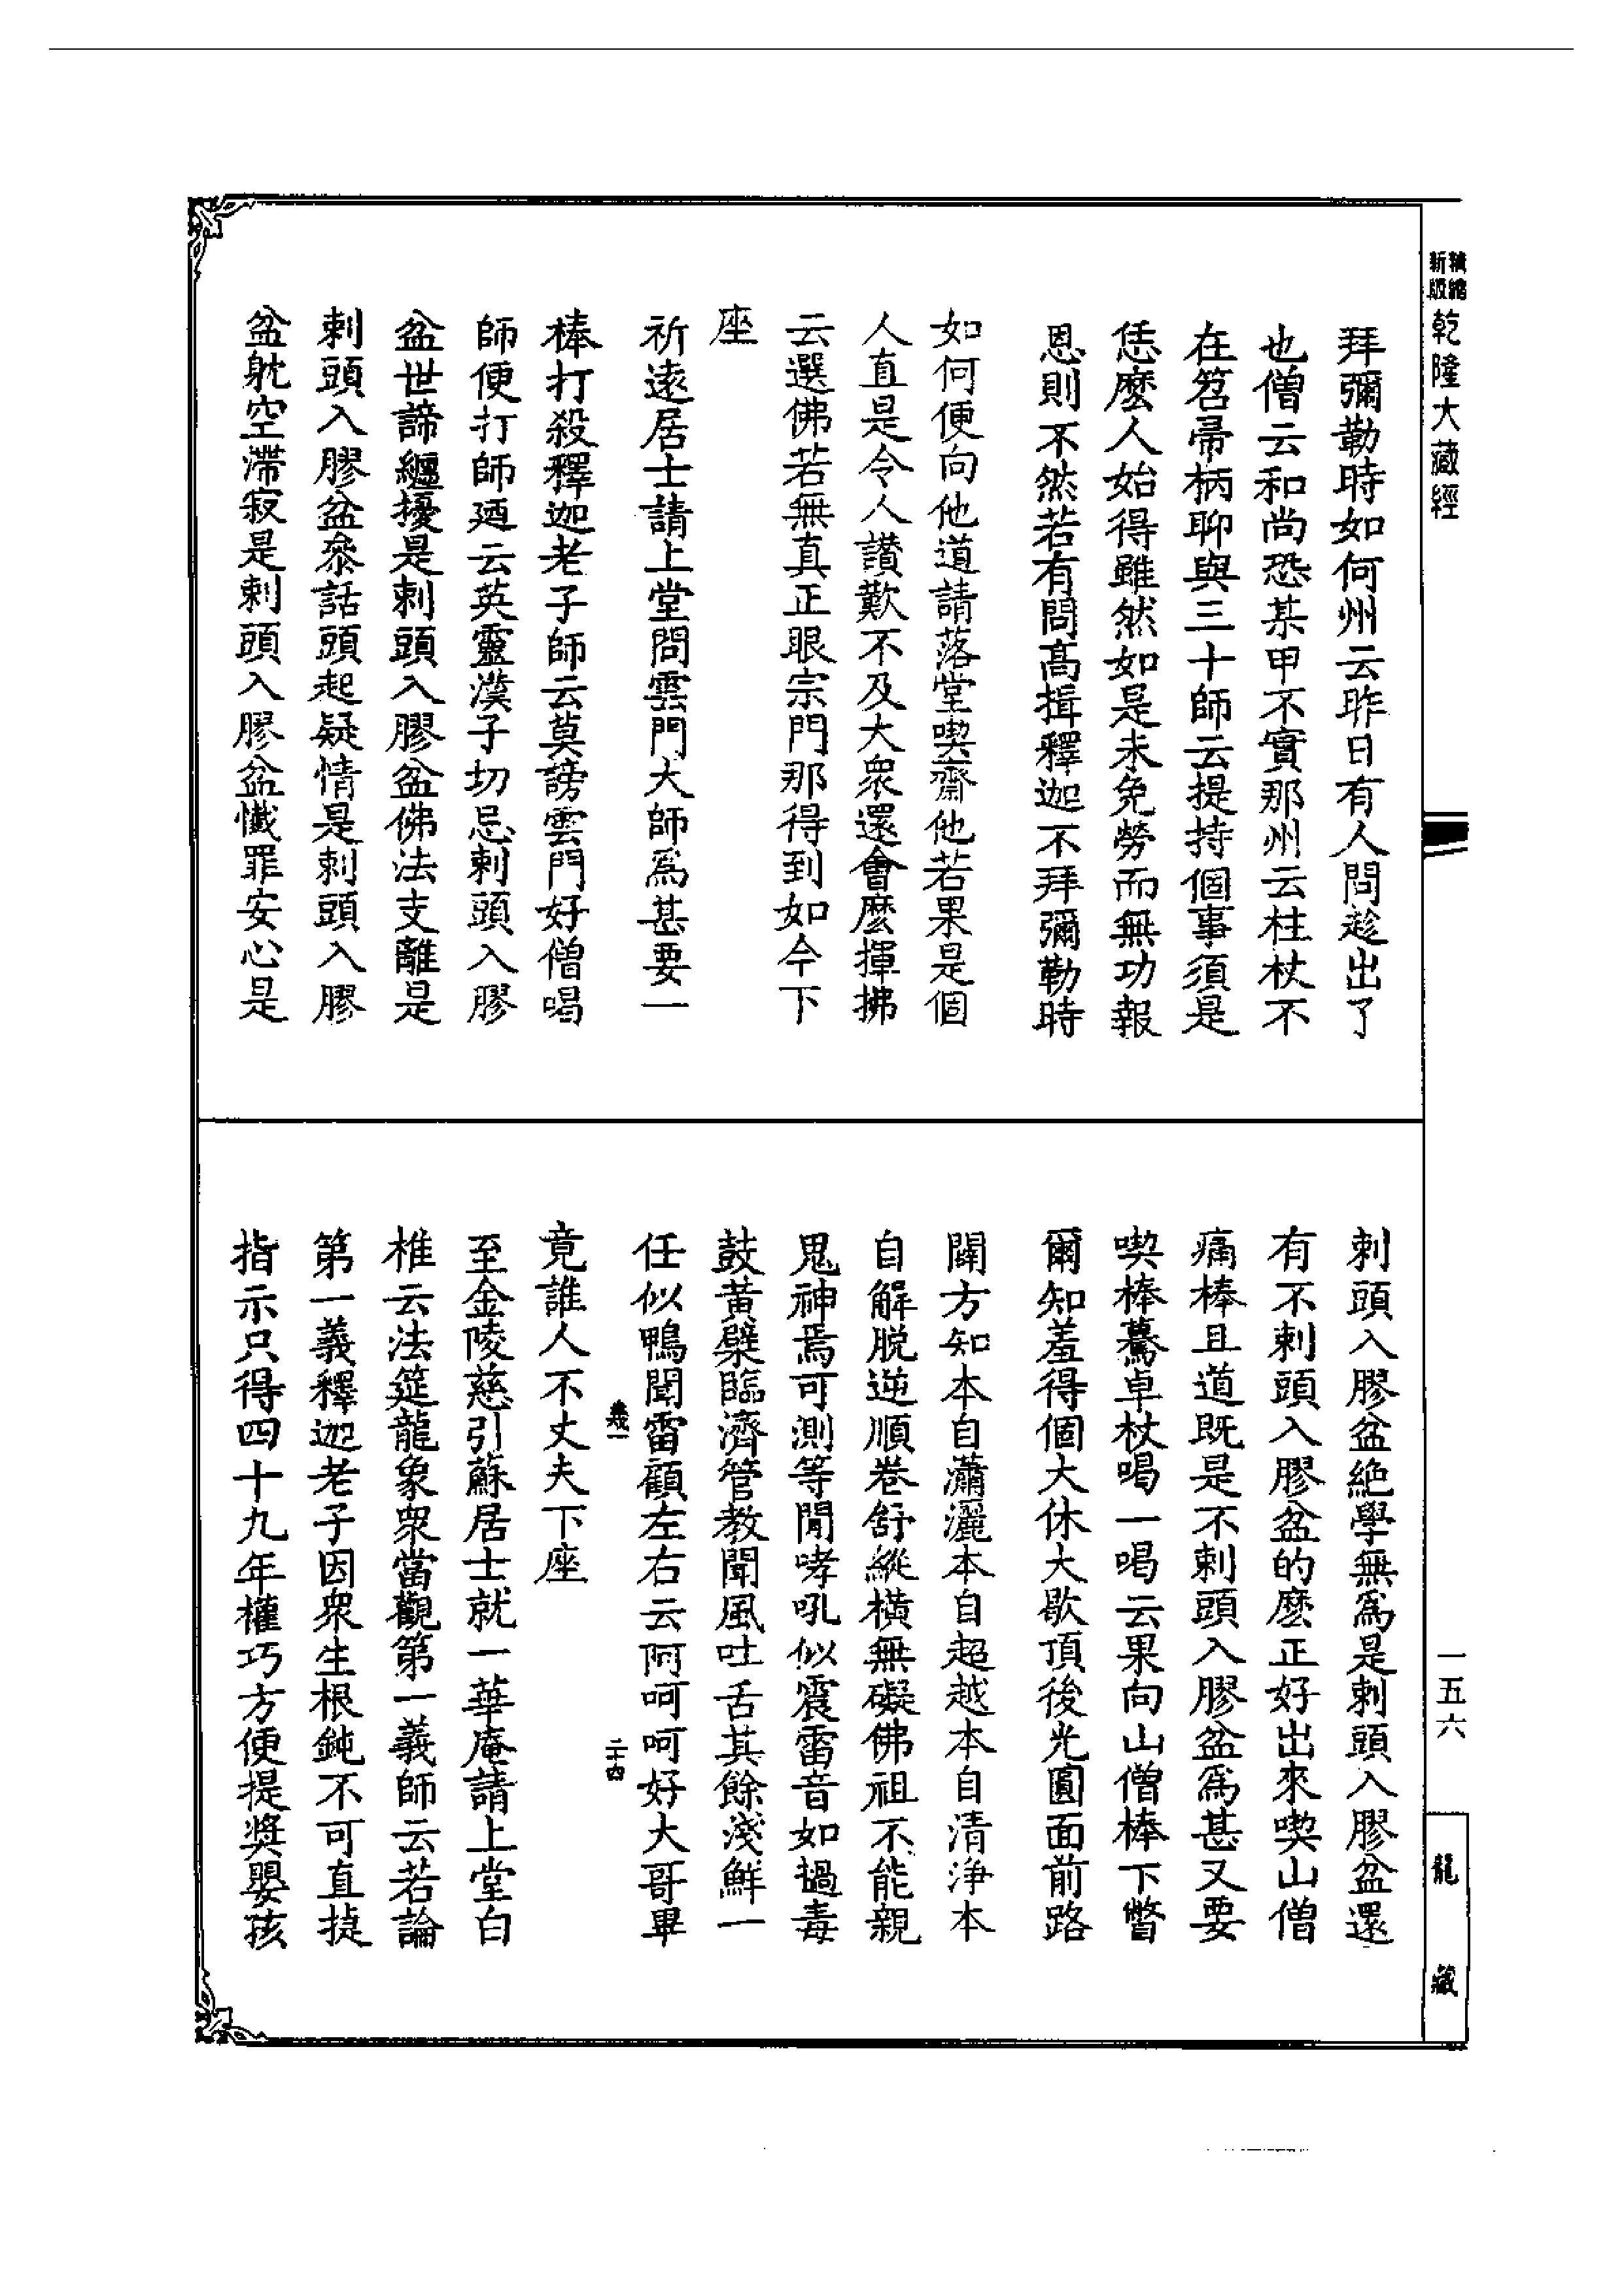 精縮
新版
乾隆大藏經
拜彌勒時如何州云昨日有人問趁出了
也僧云和尚恐某甲不實那州云柱杖不
在笤帚柄聊與三十師云提持個事須是
恁麽人始得雖然如是未免勞而無功報
恩則不然若有問高揖釋迦不拜彌勒時
如何便向他道請落堂喫齋他若果是個
人直是令人讃歎不及大衆還會麽揮拂
云選佛若無真正眼宗門那得到如今下
座
祈遠居士請上堂問雲門大師爲甚要一
棒打殺釋迦老子師云莫謗雲門好僧喝
師便打師廼云英靈漢子切忌刺頭入膠
盆世諦纏擾是刺頭入膠盆佛法支離是
刺頭入膠盆叅話頭起疑情是刺頭入膠
盆躭空滯寂是刺頭入膠盆懴罪安心是
刺頭入膠盆絶學無爲是刺頭入膠盆還
有不刺頭入膠盆的麽正好出來喫山僧
痛棒且道既是不刺頭入膠盆爲甚又要
喫棒驀卓杖喝一喝云果向山僧棒下瞥
爾知羞得個大休大歇頂後光圓面前路
闊方知本自瀟灑本自超越本自清淨本
自解脱逆順卷舒縱橫無礙佛祖不能親
鬼神焉可測等閒哮吼似震雷音如撾毒
鼓黃檗臨濟管教聞風吐舌其餘淺鮮一
任似鴨聞雷顧左右云阿呵呵好大哥畢
竟誰人不丈夫下座
二十四
至金陵慈引蘇居士就一華庵請上堂白
椎云法筵龍象衆當觀第一義師云若論
第一義釋迦老子因衆生根鈍不可直㨗
指示只得四十九年權巧方便提奬嬰孩
一五六
龍藏